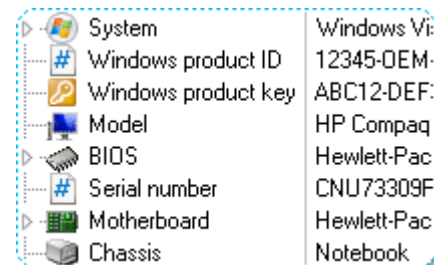 System Windows Vi
Windows product ID 12345-OEM-
Windows product key ABC12-DEF
Model HP Compaq
BIOS Hewlett-Pac
Serial number CNU73309F
Motherboard Hewlett-Pac
Chassis Notebook